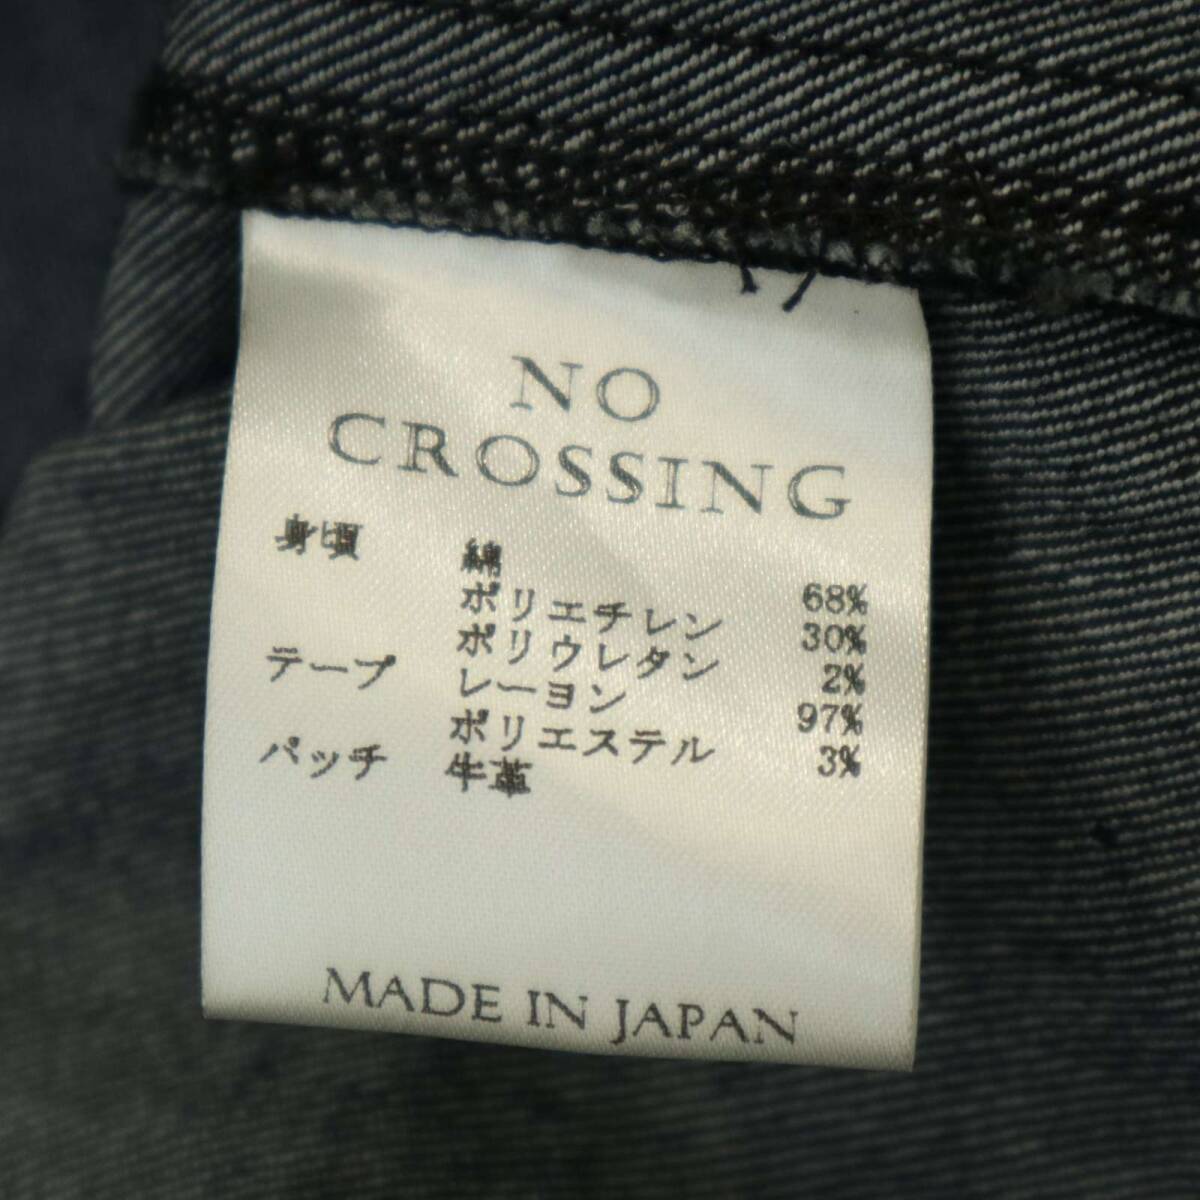 NO
CROSSING
身頃 綿 68%
ポリエチレン 30%
ポリウレタン 2%
テープ レーヨン 97%
ポリエステル 3%
パッチ 牛革
MADE IN JAPAN